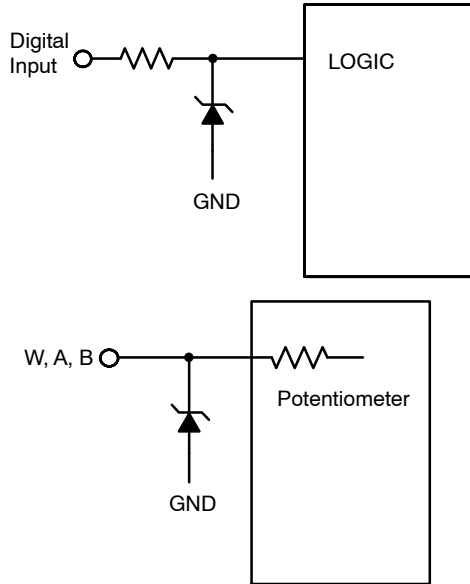 Digital
Input
LOGIC
GND
W, A, B
Potentiometer
GND